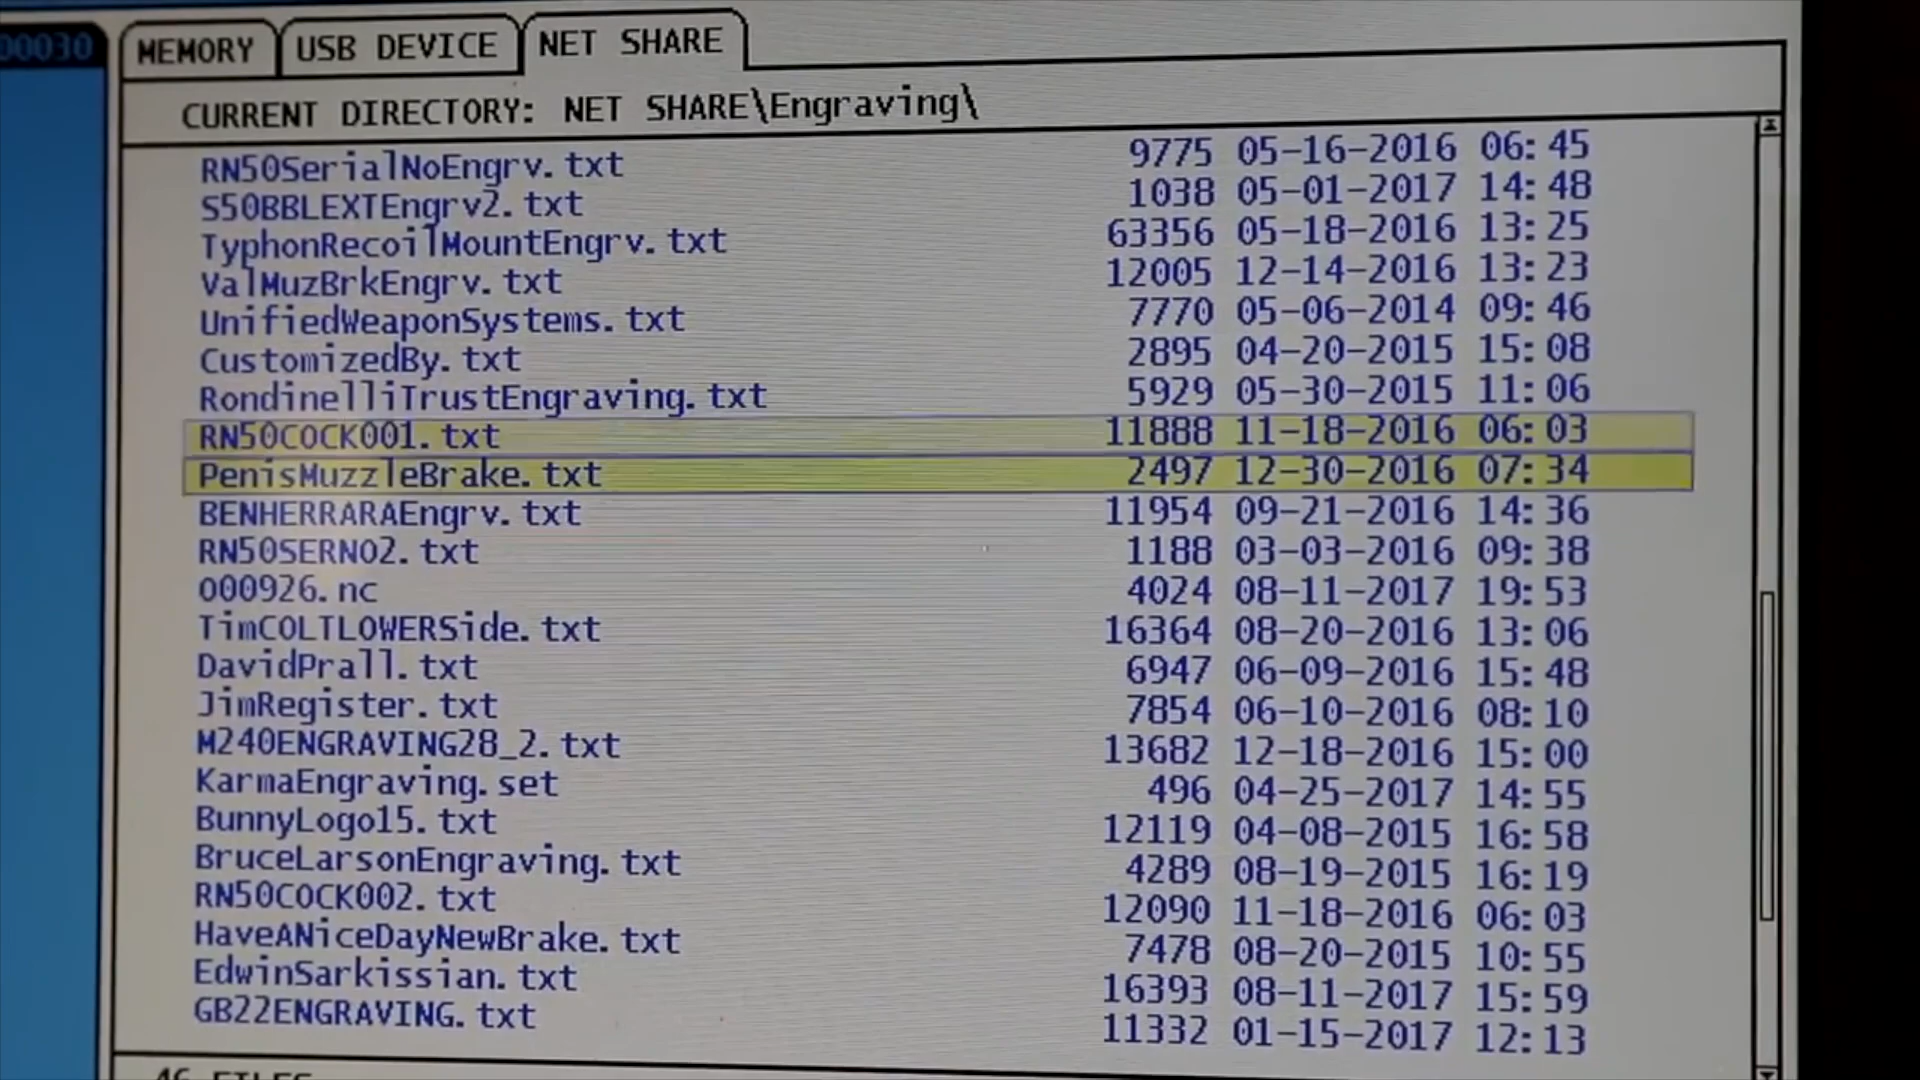 00030
MEMORY USB DEVICE NET SHARE
CURRENT DIRECTORY: NET SHARE\Engraving\
RN50SerialNoEngrv.txt 9775 05-16-2016 06:45
S50BBLEXTEngrv2.txt 1038 05-01-2017 14:48
TyphonRecoilMountEngrv.txt 63356 05-18-2016 13:25
ValMuzBrkEngrv.txt 12005 12-14-2016 13:23
UnifiedWeaponSystems.txt 7770 05-06-2014 09:46
CustomizedBy.txt 2895 04-20-2015 15:08
RondinelliTrustEngraving.txt 5929 05-30-2015 11:06
RN50COCK001.txt 11888 11-18-2016 06:03
PenisMuzzleBrake.txt 2497 12-30-2016 07:34
BENHERRARAEngrv.txt 11954 09-21-2016 14:36
RN50SERNO2.txt 1188 03-03-2016 09:38
O00926.nc 4024 08-11-2017 19:53
TimCOLTLOWERSide.txt 16364 08-20-2016 13:06
DavidPrall.txt 6947 06-09-2016 15:48
JimRegister.txt 7854 06-10-2016 08:10
M240ENGRAVING28_2.txt 13682 12-18-2016 15:00
KarmaEngraving.set 496 04-25-2017 14:55
BunnyLogo15.txt 12119 04-08-2015 16:58
BruceLarsonEngraving.txt 4289 08-19-2015 16:19
RN50COCK002.txt 12090 11-18-2016 06:03
HaveANiceDayNewBrake.txt 7478 08-20-2015 10:55
EdwinSarkissian.txt 16393 08-11-2017 15:59
GB22ENGRAVING.txt 11332 01-15-2017 12:13
46 FILES